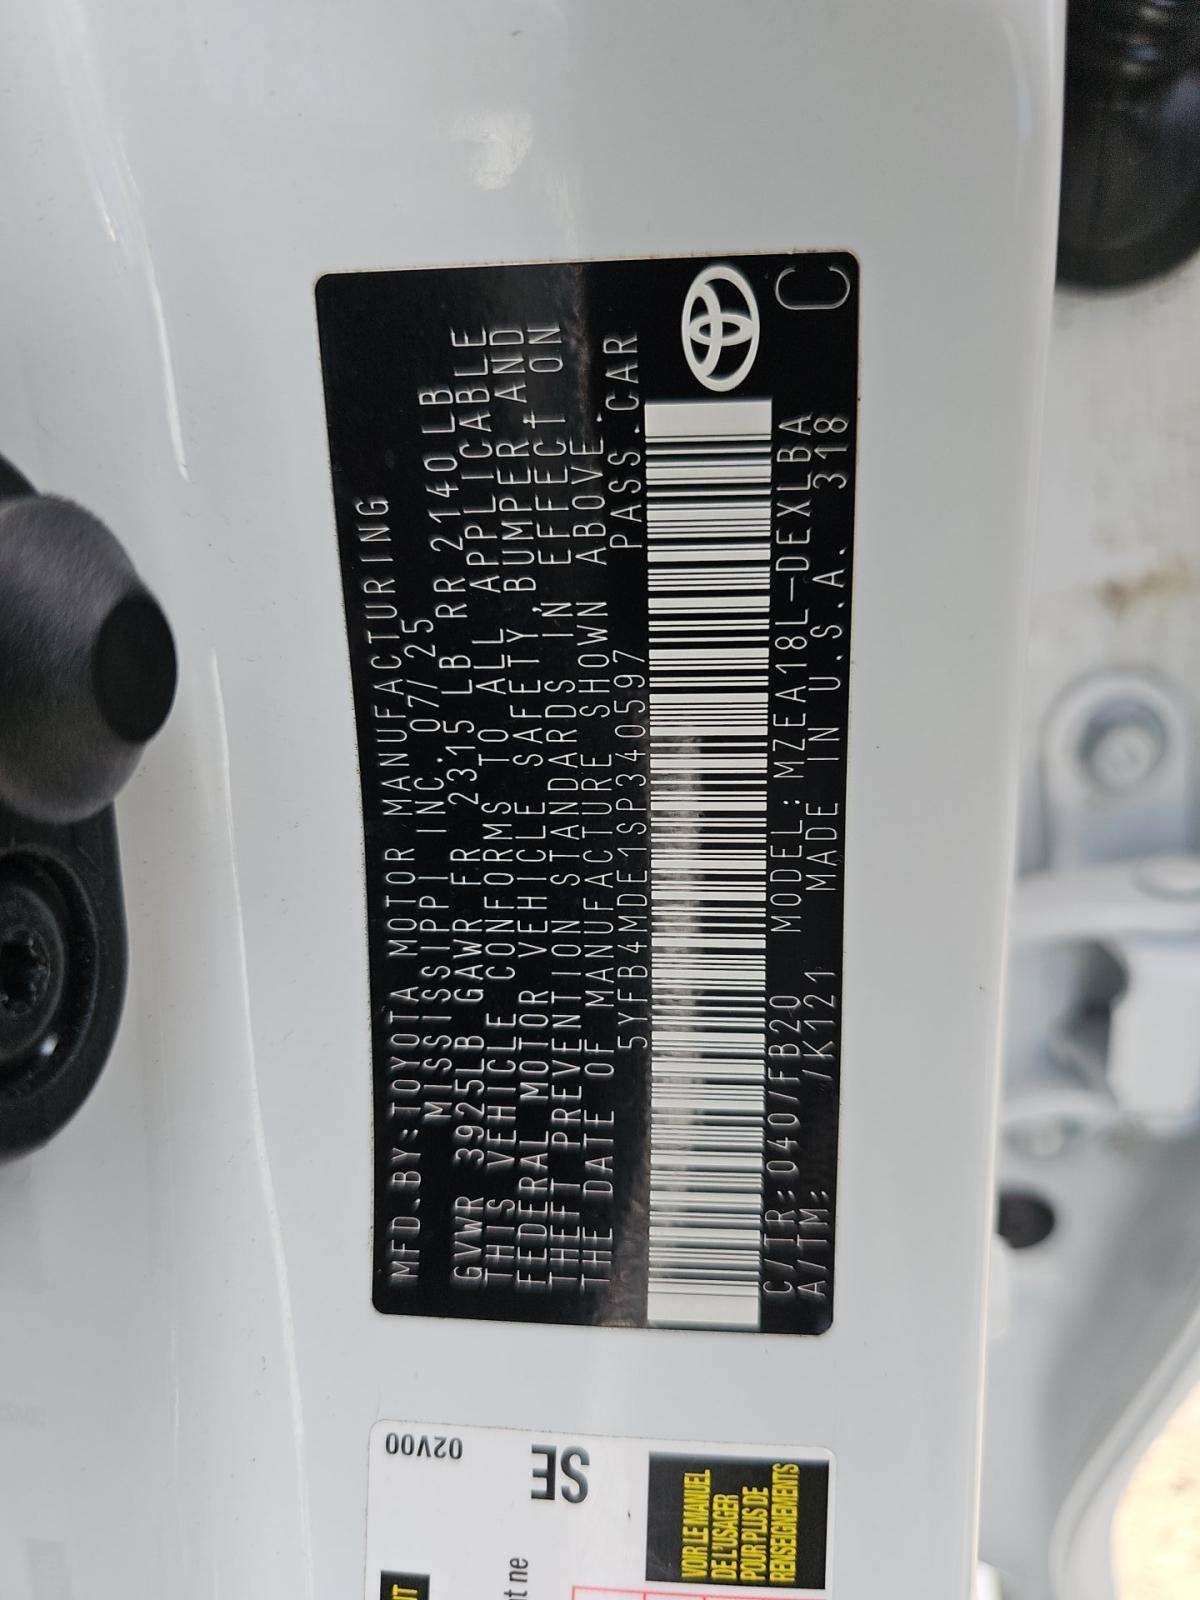 MFD.BY:TOYOTA MOTOR MANUFACTURING
MISSISSIPPI INC. 07/25
GVWR 3925LB GAWR FR 2315 LB RR 2140LB
THIS VEHICLE CONFORMS TO ALL APPLICABLE
FEDERAL MOTOR VEHICLE SAFETY, BUMPER AND
THEFT PREVENTION STANDARDS IN EFFECT ON
THE DATE OF MANUFACTURE SHOWN ABOVE.
5YFB4MDE1SP340597 PASS.CAR
C/TR:040/FB20 MODEL:MZEA18L-DEXLBA
A/TM: /K121 MADE IN U.S.A. 318
C
02V00
SE
VOIR LE MANUEL
DE L'USAGER
POUR PLUS DE
RENSEIGNEMENTS
ne